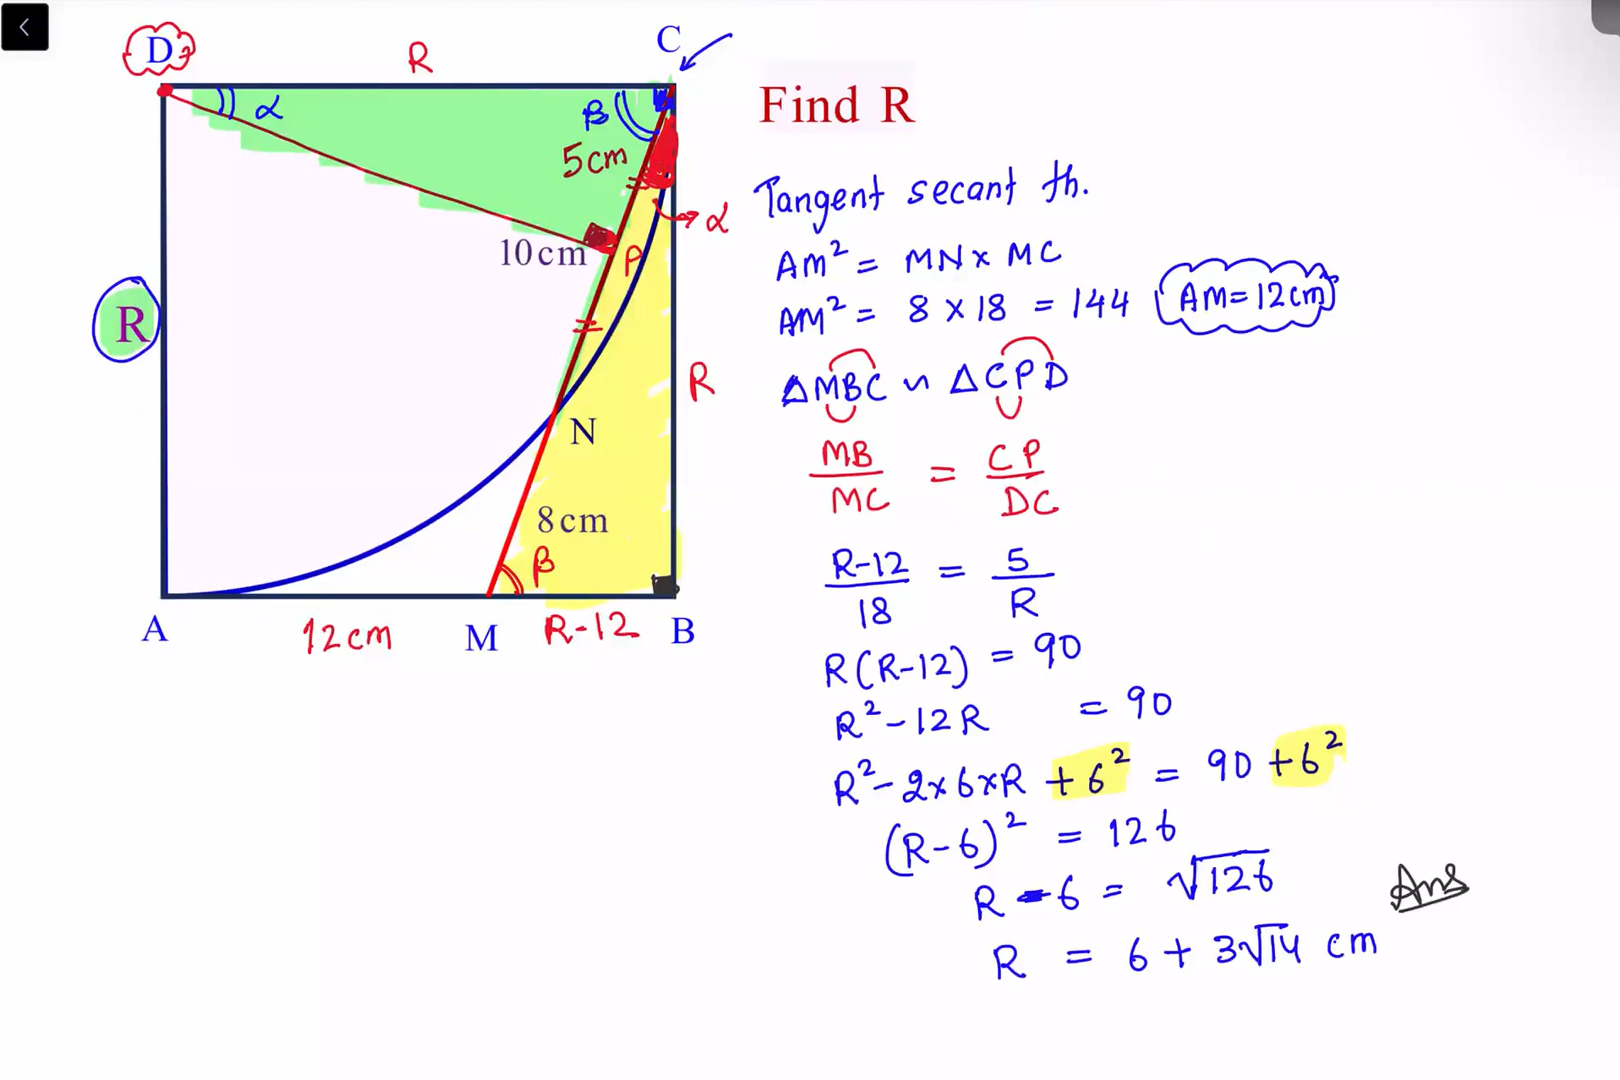 D
R
C
α
β
5cm
α
10cm
P
R
R
N
8cm
β
A
12cm
M
R-12
B
Find R
Tangent secant th.
AM² = MN × MC
AM² = 8 × 18 = 144
AM = 12cm
△MBC ∽ △CPD
MB/MC = CP/DC
R-12/18 = 5/R
R(R-12) = 90
R² - 12R = 90
R² - 2×6×R + 6² = 90 + 6²
(R-6)² = 126
R - 6 = √126
Ans
R = 6 + 3√14 cm